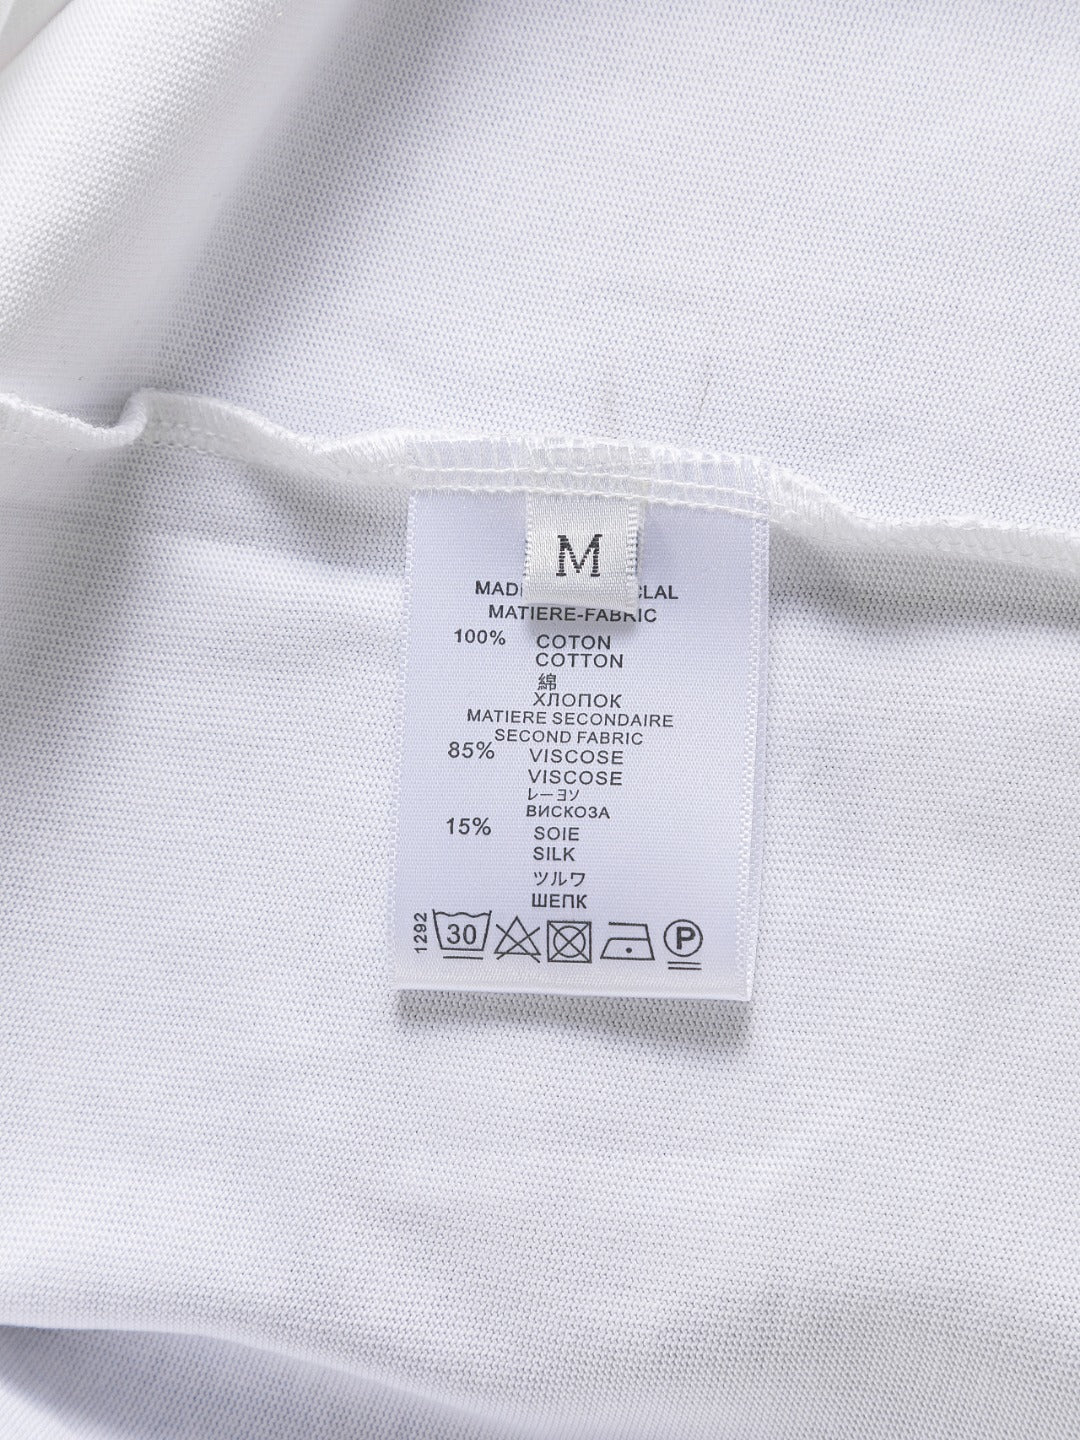 M
MATIERE-FABRIC
100% COTON
COTTON
綿
ХЛОПОК
MATIERE SECONDAIRE
SECOND FABRIC
85% VISCOSE
VISCOSE
レーヨソ
ВИСКОЗА
15% SOIE
SILK
ツルワ
ШЕПК
1292 30 P